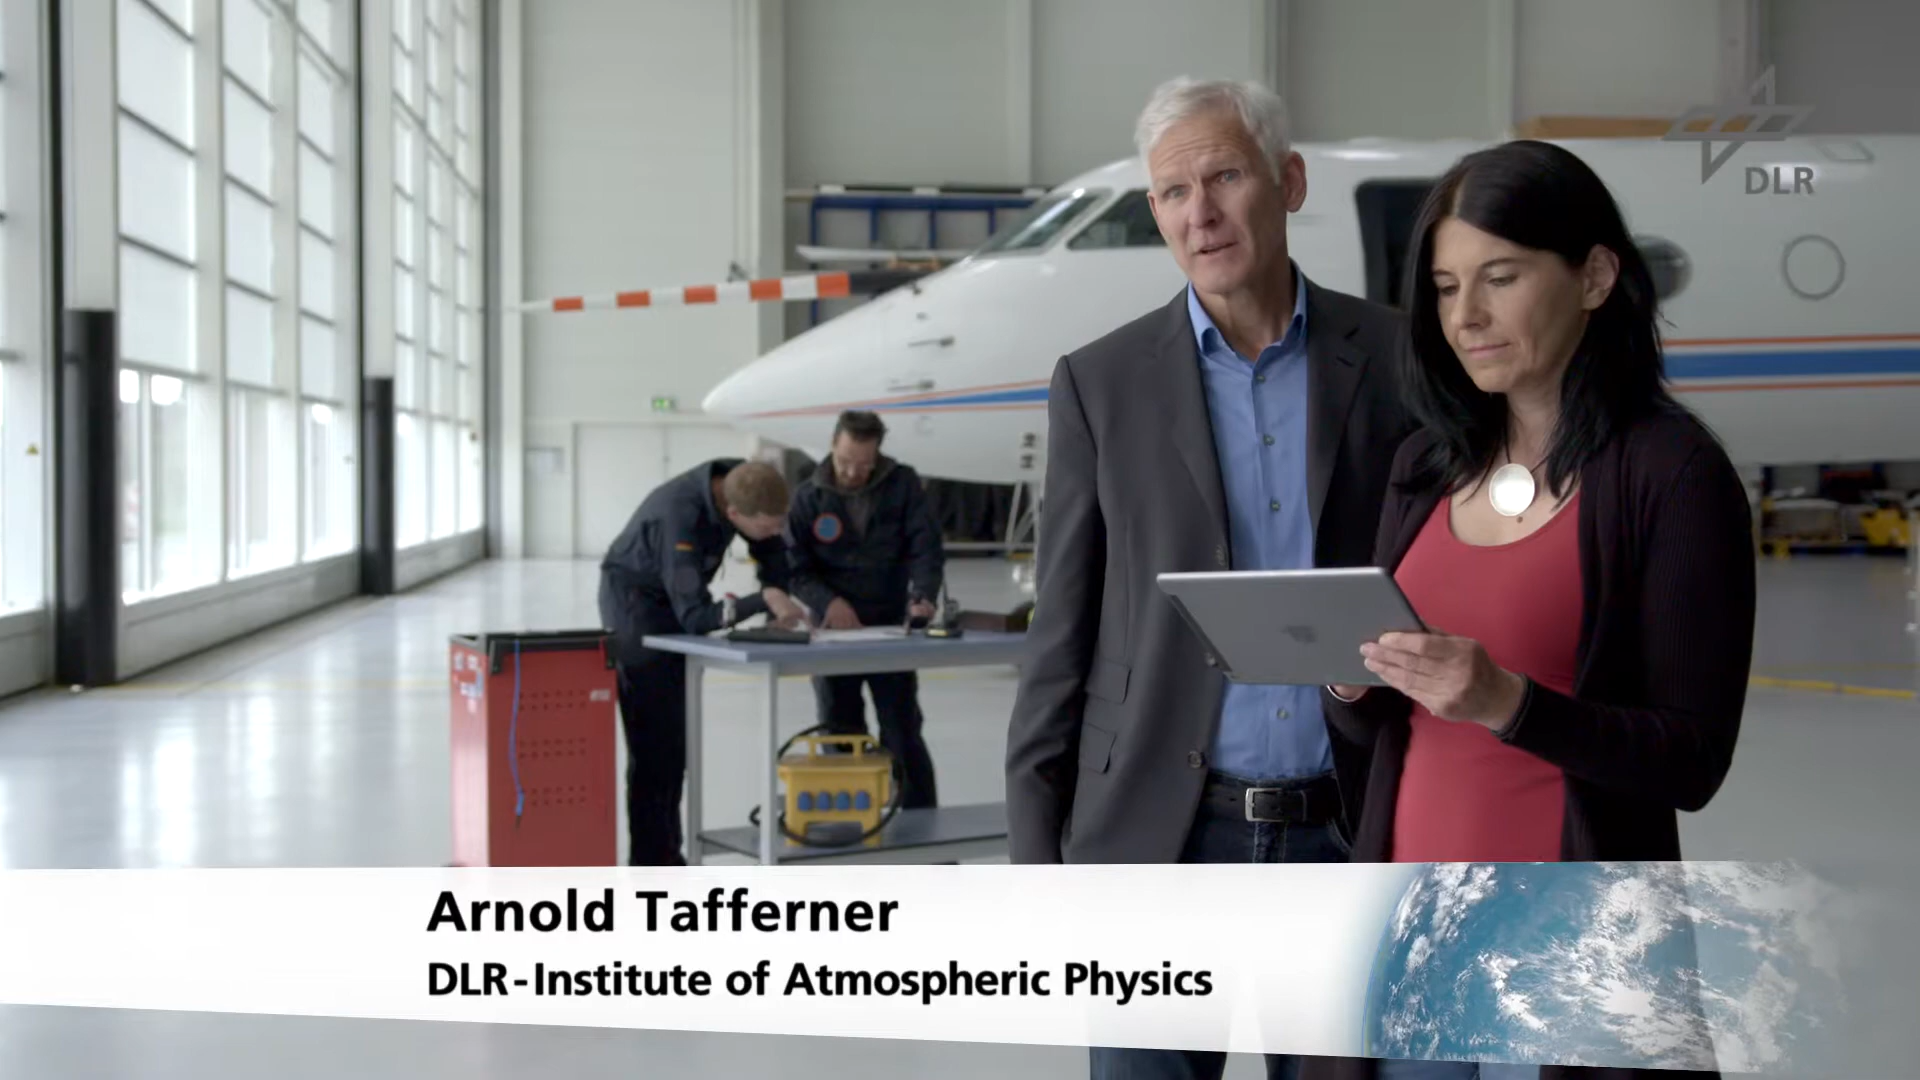 DLR
Arnold Tafferner
DLR-Institute of Atmospheric Physics